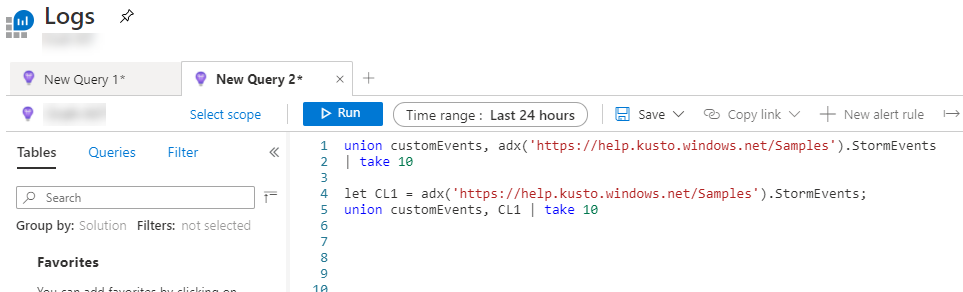 Logs
New Query 1*
New Query 2*
Select scope
Run
Time range : Last 24 hours
Save
Copy link
New alert rule
Tables
Queries
Filter
Search
Group by: Solution Filters: not selected
Favorites
You can add favorites by clicking on
1 union customEvents, adx('https://help.kusto.windows.net/Samples').StormEvents
2 | take 10
3
4 let CL1 = adx('https://help.kusto.windows.net/Samples').StormEvents;
5 union customEvents, CL1 | take 10
6
7
8
9
10